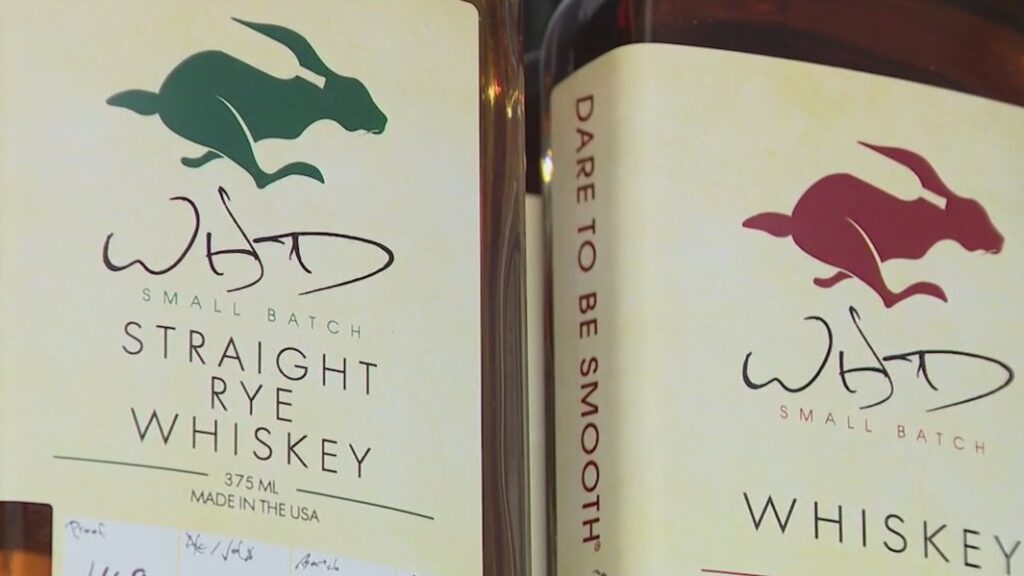 WHD
SMALL BATCH
STRAIGHT
RYE
WHISKEY
375 ML
MADE IN THE USA
Proof
DARE TO BE SMOOTH®
WHD
SMALL BATCH
WHISKEY